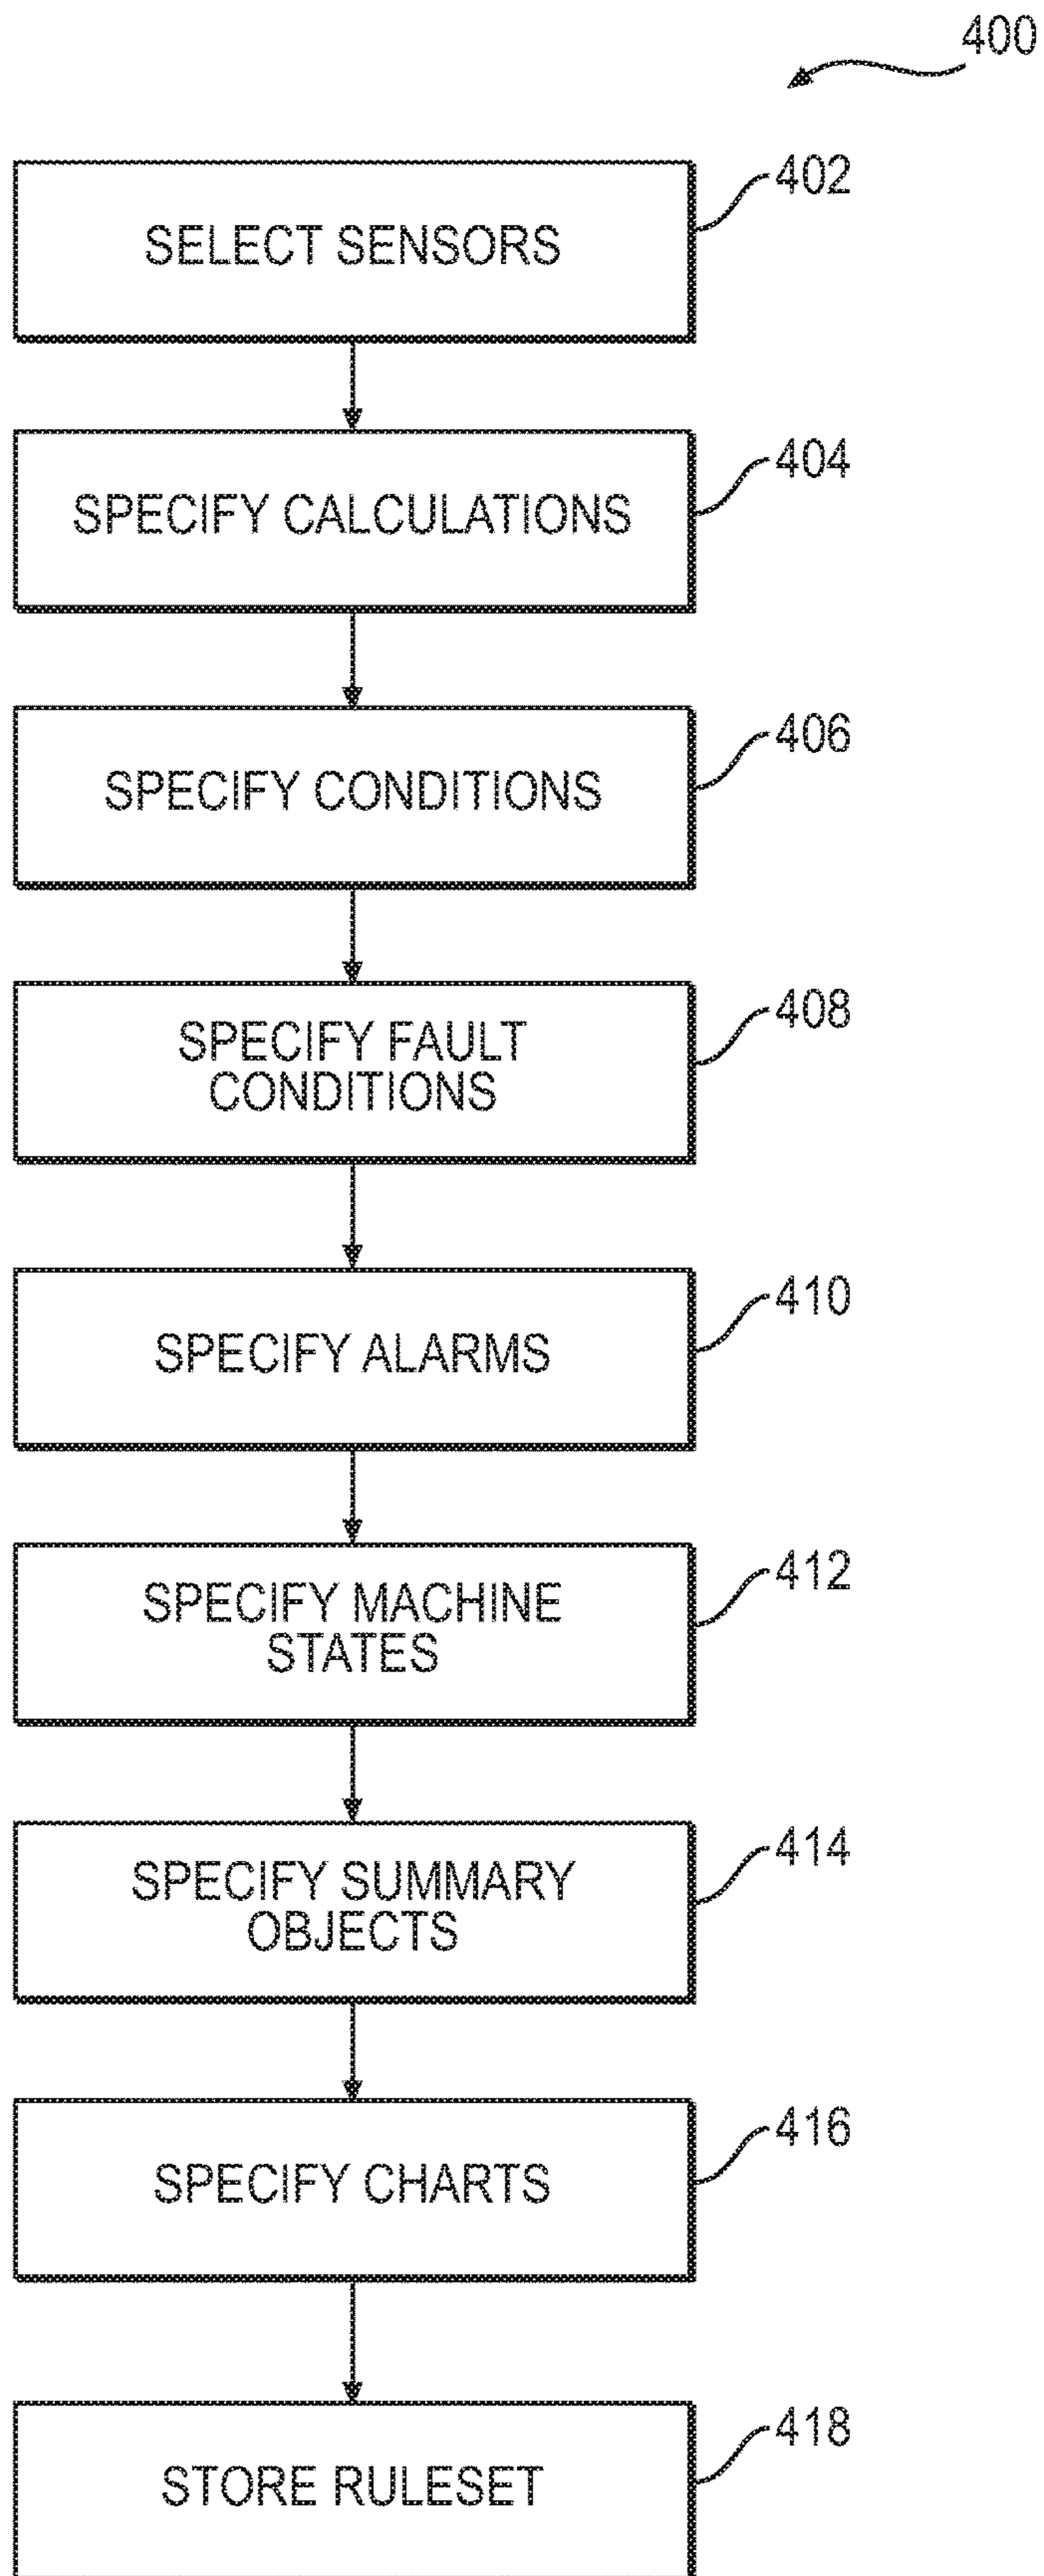 400
402
SELECT SENSORS
404
SPECIFY CALCULATIONS
406
SPECIFY CONDITIONS
408
SPECIFY FAULT
CONDITIONS
410
SPECIFY ALARMS
412
SPECIFY MACHINE
STATES
414
SPECIFY SUMMARY
OBJECTS
416
SPECIFY CHARTS
418
STORE RULESET